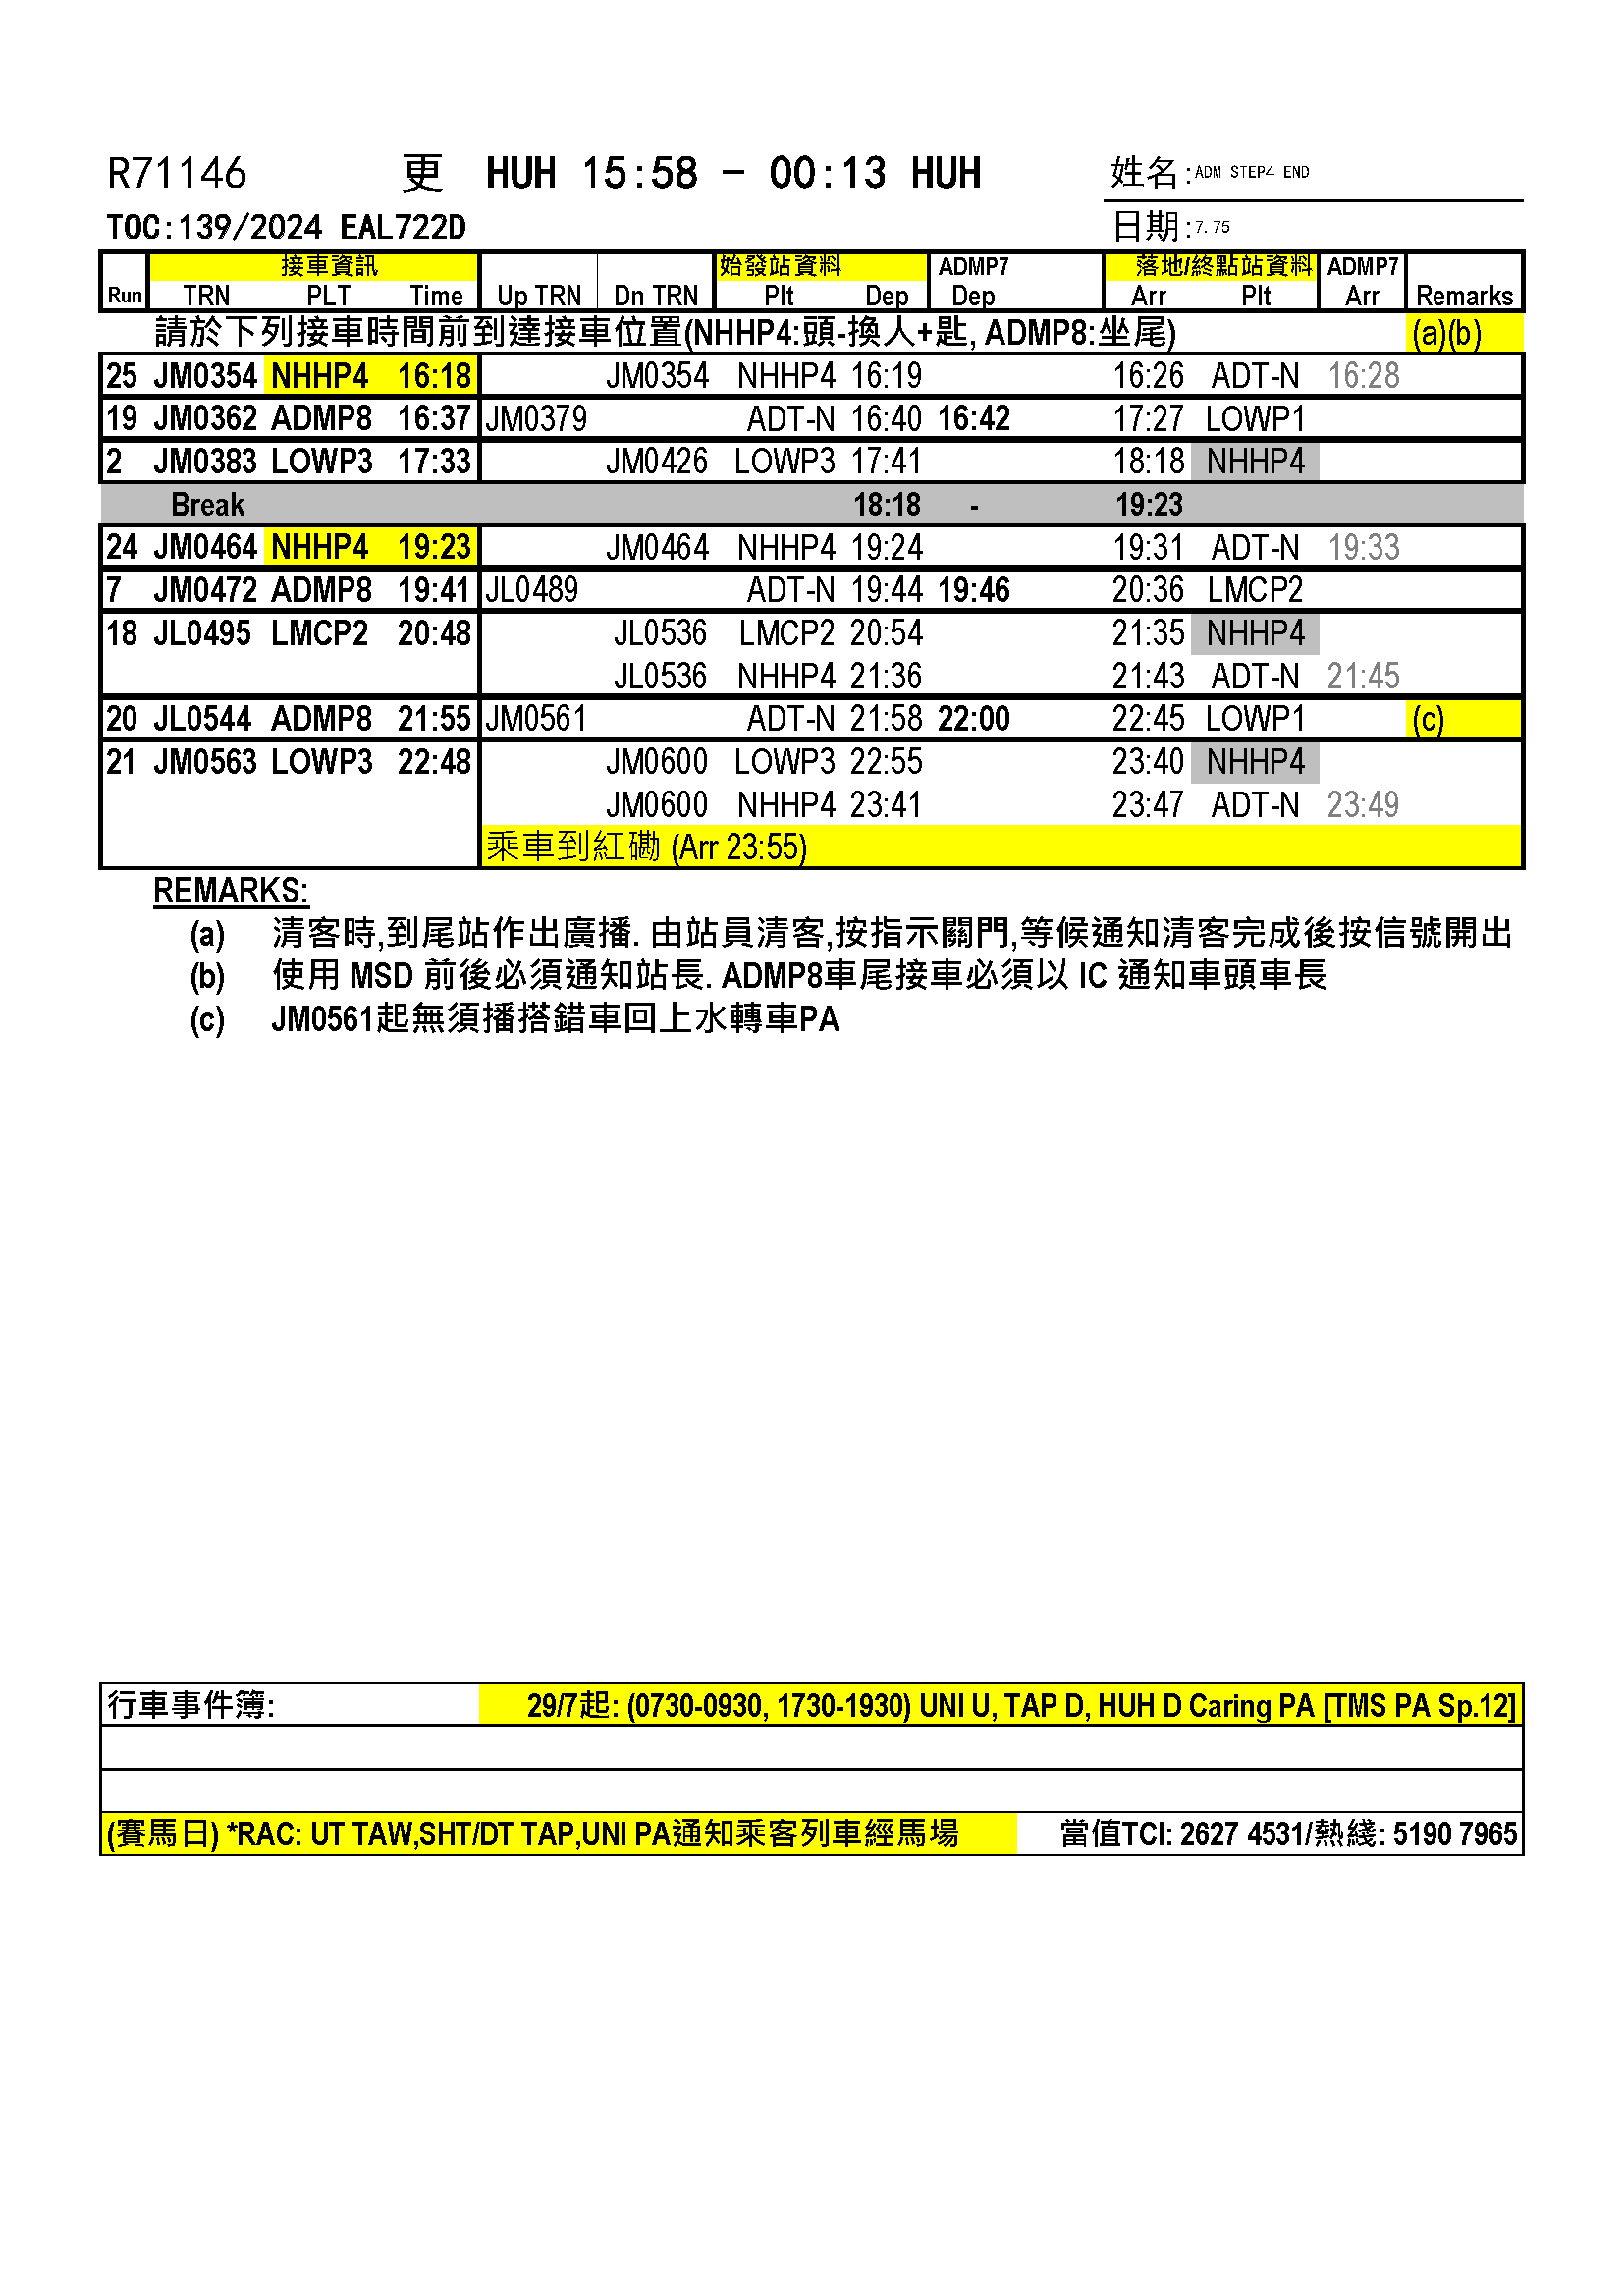 R71146 更 HUH 15:58 - 00:13 HUH 姓名:ADM STEP4 END
TOC:139/2024 EAL722D 日期:7.75
接車資訊 始發站資料 ADMP7 落地/終點站資料 ADMP7
Run TRN PLT Time Up TRN Dn TRN Plt Dep Dep Arr Plt Arr Remarks
請於下列接車時間前到達接車位置(NHHP4:頭-換人+匙, ADMP8:坐尾) (a)(b)
25 JM0354 NHHP4 16:18 JM0354 NHHP4 16:19 16:26 ADT-N 16:28
19 JM0362 ADMP8 16:37 JM0379 ADT-N 16:40 16:42 17:27 LOWP1
2 JM0383 LOWP3 17:33 JM0426 LOWP3 17:41 18:18 NHHP4
Break 18:18 - 19:23
24 JM0464 NHHP4 19:23 JM0464 NHHP4 19:24 19:31 ADT-N 19:33
7 JM0472 ADMP8 19:41 JL0489 ADT-N 19:44 19:46 20:36 LMCP2
18 JL0495 LMCP2 20:48 JL0536 LMCP2 20:54 21:35 NHHP4
JL0536 NHHP4 21:36 21:43 ADT-N 21:45
20 JL0544 ADMP8 21:55 JM0561 ADT-N 21:58 22:00 22:45 LOWP1 (c)
21 JM0563 LOWP3 22:48 JM0600 LOWP3 22:55 23:40 NHHP4
JM0600 NHHP4 23:41 23:47 ADT-N 23:49
乘車到紅磡 (Arr 23:55)
REMARKS:
(a) 清客時,到尾站作出廣播. 由站員清客,按指示關門,等候通知清客完成後按信號開出
(b) 使用 MSD 前後必須通知站長. ADMP8車尾接車必須以 IC 通知車頭車長
(c) JM0561起無須播搭錯車回上水轉車PA
行車事件簿: 29/7起: (0730-0930, 1730-1930) UNI U, TAP D, HUH D Caring PA [TMS PA Sp.12]
(賽馬日) *RAC: UT TAW,SHT/DT TAP,UNI PA通知乘客列車經馬場 當值TCI: 2627 4531/熱綫: 5190 7965